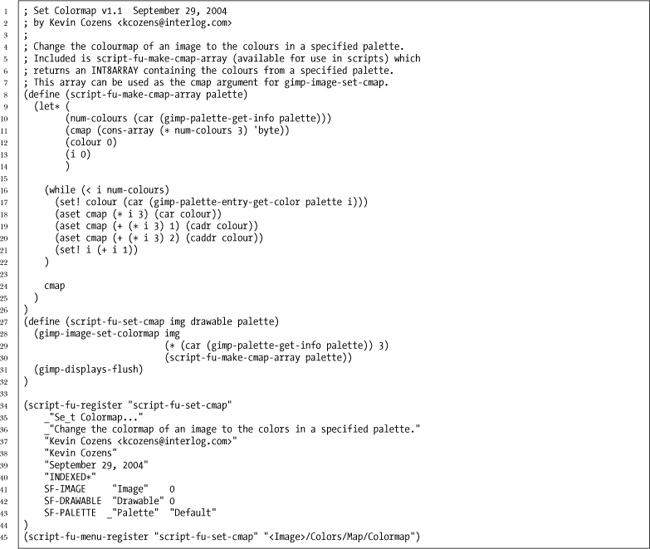 1 ; Set Colormap v1.1  September 29, 2004
2 ; by Kevin Cozens <kcozens@interlog.com>
3 ;
4 ; Change the colourmap of an image to the colours in a specified palette.
5 ; Included is script-fu-make-cmap-array (available for use in scripts) which
6 ; returns an INT8ARRAY containing the colours from a specified palette.
7 ; This array can be used as the cmap argument for gimp-image-set-cmap.
8 (define (script-fu-make-cmap-array palette)
9   (let* (
10         (num-colours (car (gimp-palette-get-info palette)))
11         (cmap (cons-array (* num-colours 3) 'byte))
12         (colour 0)
13         (i 0)
14         )
15
16     (while (< i num-colours)
17       (set! colour (car (gimp-palette-entry-get-color palette i)))
18       (aset cmap (* i 3) (car colour))
19       (aset cmap (+ (* i 3) 1) (cadr colour))
20       (aset cmap (+ (* i 3) 2) (caddr colour))
21       (set! i (+ i 1))
22     )
23
24     cmap
25   )
26 )
27 (define (script-fu-set-cmap img drawable palette)
28   (gimp-image-set-colormap img
29                            (* (car (gimp-palette-get-info palette)) 3)
30                            (script-fu-make-cmap-array palette))
31   (gimp-displays-flush)
32 )
33
34 (script-fu-register "script-fu-set-cmap"
35     _"Se_t Colormap..."
36     _"Change the colormap of an image to the colors in a specified palette."
37     "Kevin Cozens <kcozens@interlog.com>"
38     "Kevin Cozens"
39     "September 29, 2004"
40     "INDEXED*"
41     SF-IMAGE     "Image"    0
42     SF-DRAWABLE  "Drawable" 0
43     SF-PALETTE  _"Palette"  "Default"
44 )
45 (script-fu-menu-register "script-fu-set-cmap" "<Image>/Colors/Map/Colormap")